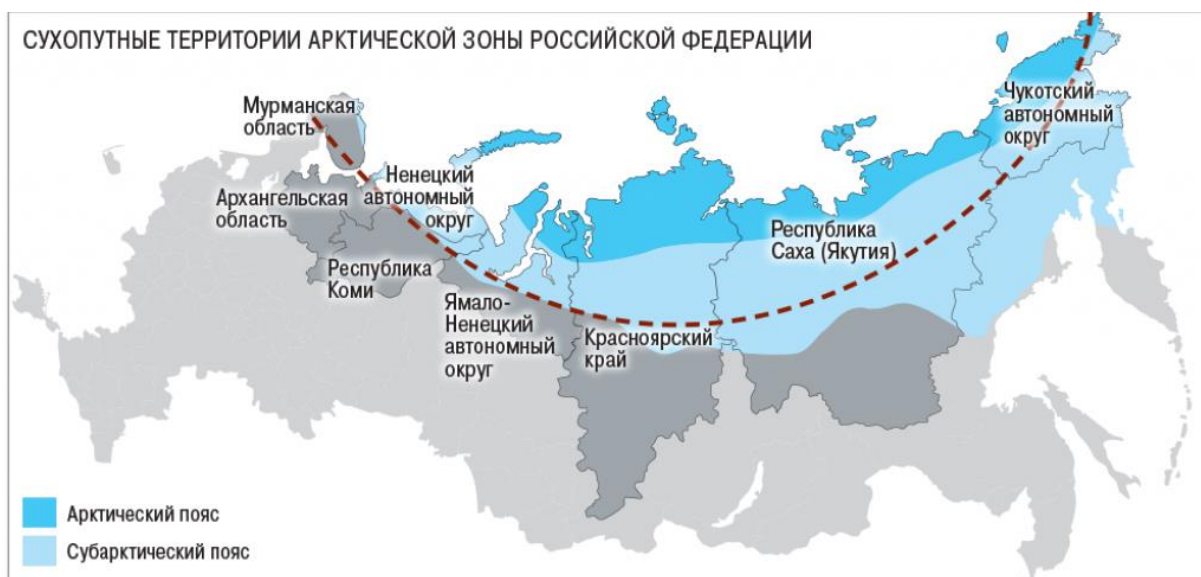 СУХОПУТНЫЕ ТЕРРИТОРИИ АРКТИЧЕСКОЙ ЗОНЫ РОССИЙСКОЙ ФЕДЕРАЦИИ
Мурманская
область
Чукотский
автономный
округ
Ненецкий
автономный
округ
Архангельская
область
Республика
Саха (Якутия)
Республика
Коми
Ямало-
Ненецкий
автономный
округ
Красноярский
край
Арктический пояс
Субарктический пояс